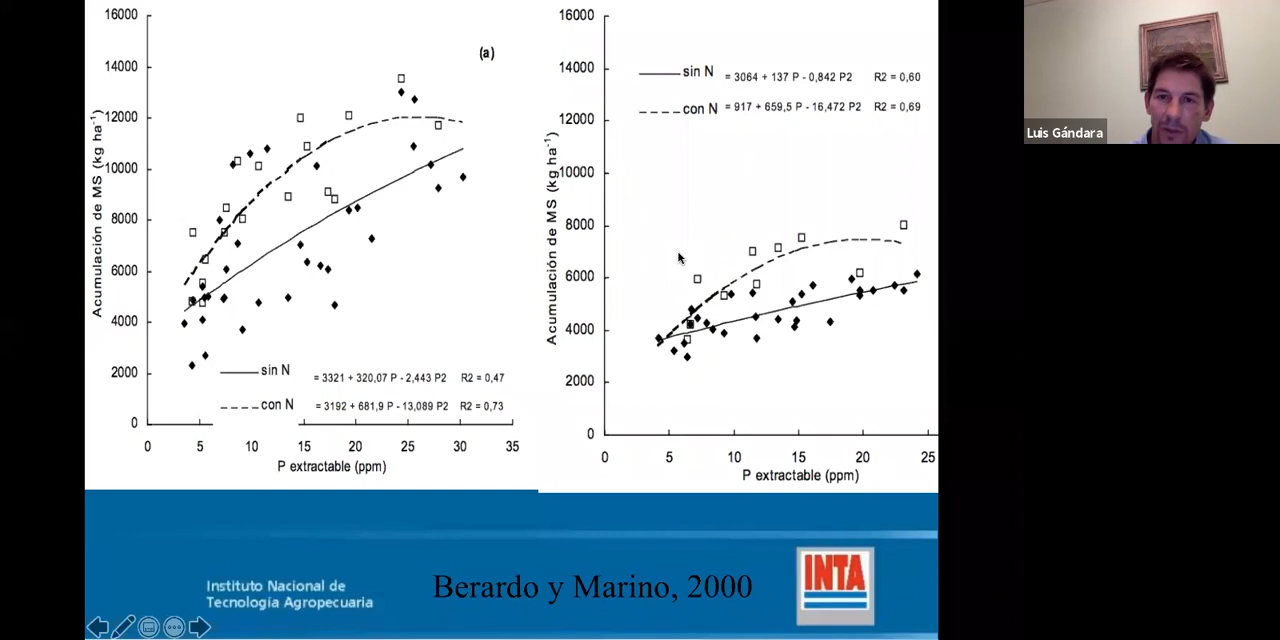 16000
14000
12000
10000
8000
6000
4000
2000
0
Acumulación de MS (kg ha-1)
(a)
sin N = 3321 + 320,07 P - 2,443 P2 R2 = 0,47
con N = 3192 + 681,9 P - 13,089 P2 R2 = 0,73
0 5 10 15 20 25 30 35
P extractable (ppm)
16000
14000
12000
10000
8000
6000
4000
2000
0
Acumulación de MS (kg ha-1)
sin N = 3064 + 137 P - 0,842 P2 R2 = 0,60
con N = 917 + 659,5 P - 16,472 P2 R2 = 0,69
0 5 10 15 20 25
P extractable (ppm)
Luis Gándara
Instituto Nacional de
Tecnología Agropecuaria
Berardo y Marino, 2000
INTA